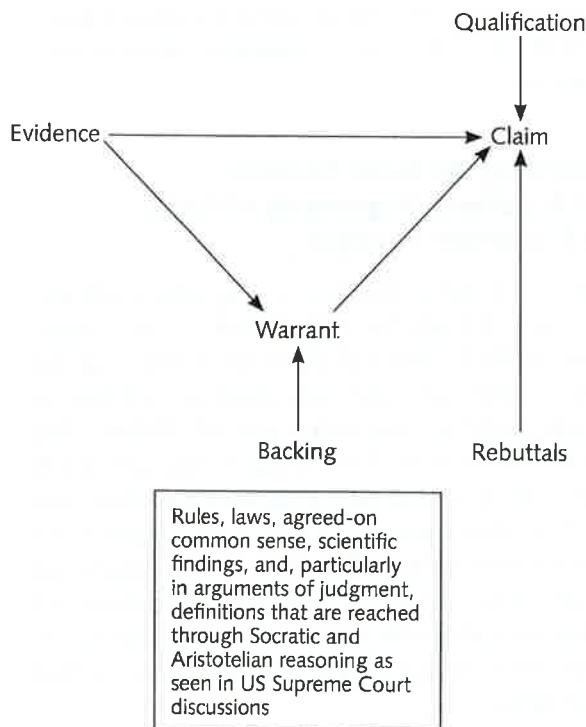 Qualification
Evidence
Claim
Warrant
Backing
Rebuttals
Rules, laws, agreed-on
common sense, scientific
findings, and, particularly
in arguments of judgment,
definitions that are reached
through Socratic and
Aristotelian reasoning as
seen in US Supreme Court
discussions